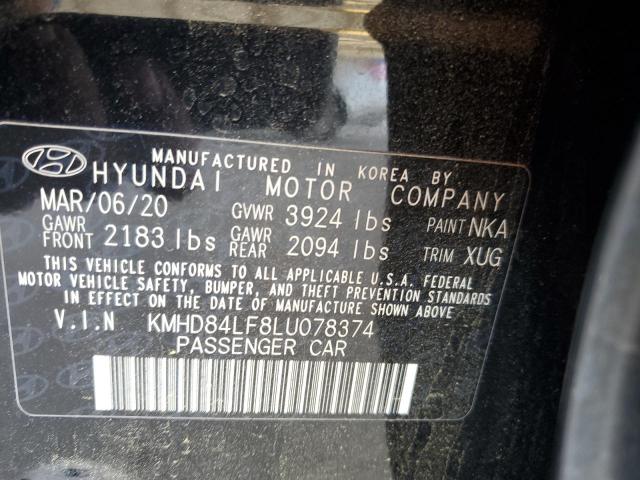 MANUFACTURED IN KOREA BY
HYUNDAI MOTOR COMPANY
MAR/06/20 GVWR 3924 lbs PAINT NKA
GAWR FRONT 2183 lbs GAWR REAR 2094 lbs TRIM XUG
THIS VEHICLE CONFORMS TO ALL APPLICABLE U.S.A. FEDERAL
MOTOR VEHICLE SAFETY, BUMPER, AND THEFT PREVENTION STANDARDS
IN EFFECT ON THE DATE OF MANUFACTURE SHOWN ABOVE.
V.I.N KMHD84LF8LU078374
PASSENGER CAR